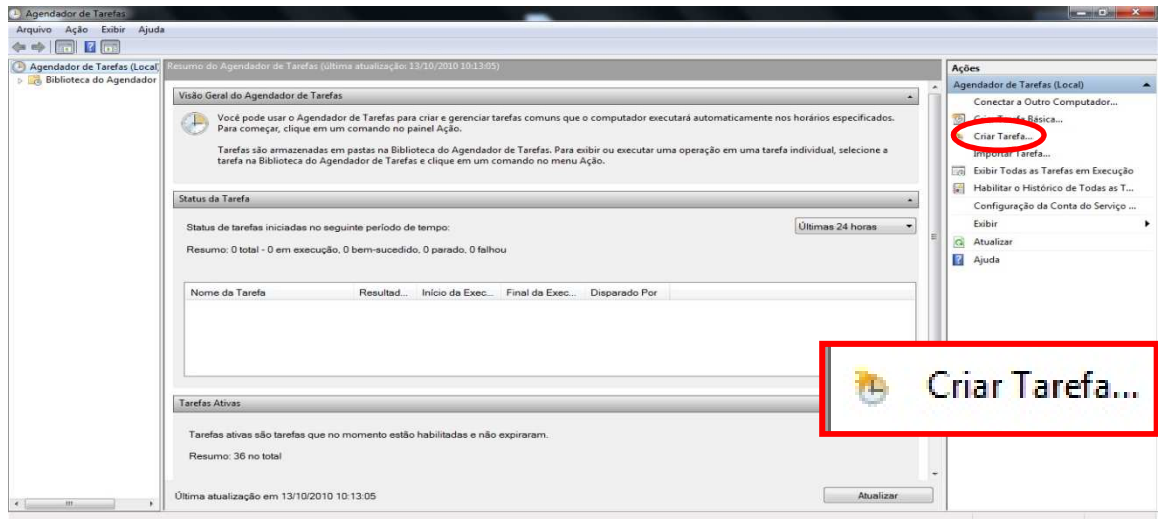 Agendador de Tarefas
Arquivo Ação Exibir Ajuda
Agendador de Tarefas (Local)
Biblioteca do Agendador
Resumo do Agendador de Tarefas (última atualização: 13/10/2010 10:13:05)
Visão Geral do Agendador de Tarefas
Você pode usar o Agendador de Tarefas para criar e gerenciar tarefas comuns que o computador executará automaticamente nos horários especificados.
Para começar, clique em um comando no painel Ação.
Tarefas são armazenadas em pastas na Biblioteca do Agendador de Tarefas. Para exibir ou executar uma operação em uma tarefa individual, selecione a
tarefa na Biblioteca do Agendador de Tarefas e clique em um comando no menu Ação.
Status da Tarefa
Status de tarefas iniciadas no seguinte período de tempo:
Últimas 24 horas
Resumo: 0 total - 0 em execução, 0 bem-sucedido, 0 parado, 0 falhou
Nome da Tarefa Resultad... Início da Exec... Final da Exec... Disparado Por
Tarefas Ativas
Tarefas ativas são tarefas que no momento estão habilitadas e não expiraram.
Resumo: 36 no total
Última atualização em 13/10/2010 10:13:05
Atualizar
Ações
Agendador de Tarefas (Local)
Conectar a Outro Computador...
Criar Tarefa Básica...
Criar Tarefa...
Importar Tarefa...
Exibir Todas as Tarefas em Execução
Habilitar o Histórico de Todas as T...
Configuração da Conta do Serviço ...
Exibir
Atualizar
Ajuda
Criar Tarefa...